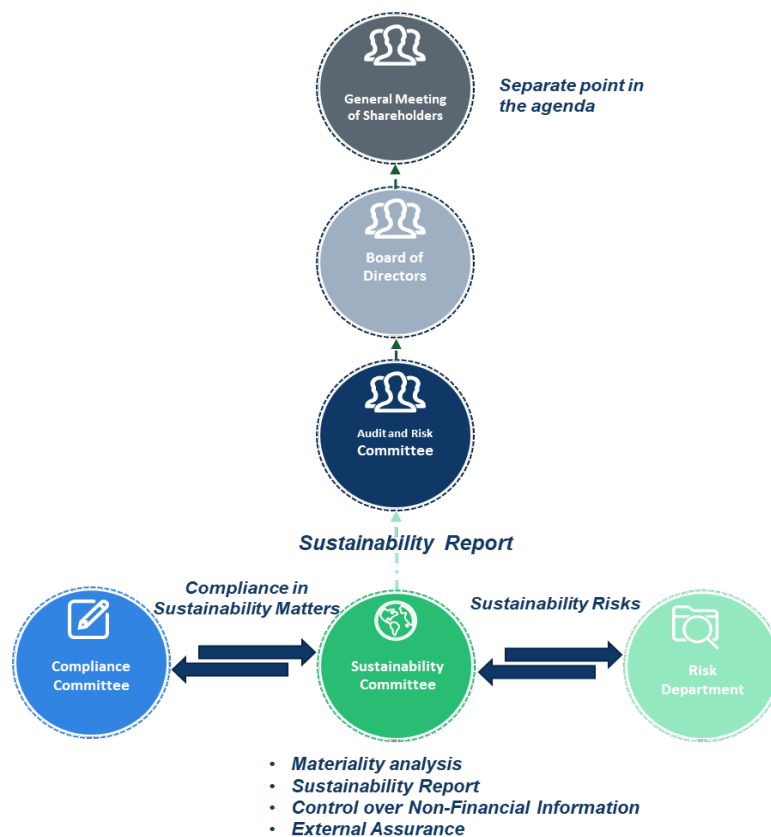 General Meeting
of Shareholders
Separate point in
the agenda
Board of
Directors
Audit and Risk
Committee
Sustainability Report
Compliance in
Sustainability Matters
Sustainability Risks
Compliance
Committee
Sustainability
Committee
Risk
Department
• Materiality analysis
• Sustainability Report
• Control over Non-Financial Information
• External Assurance